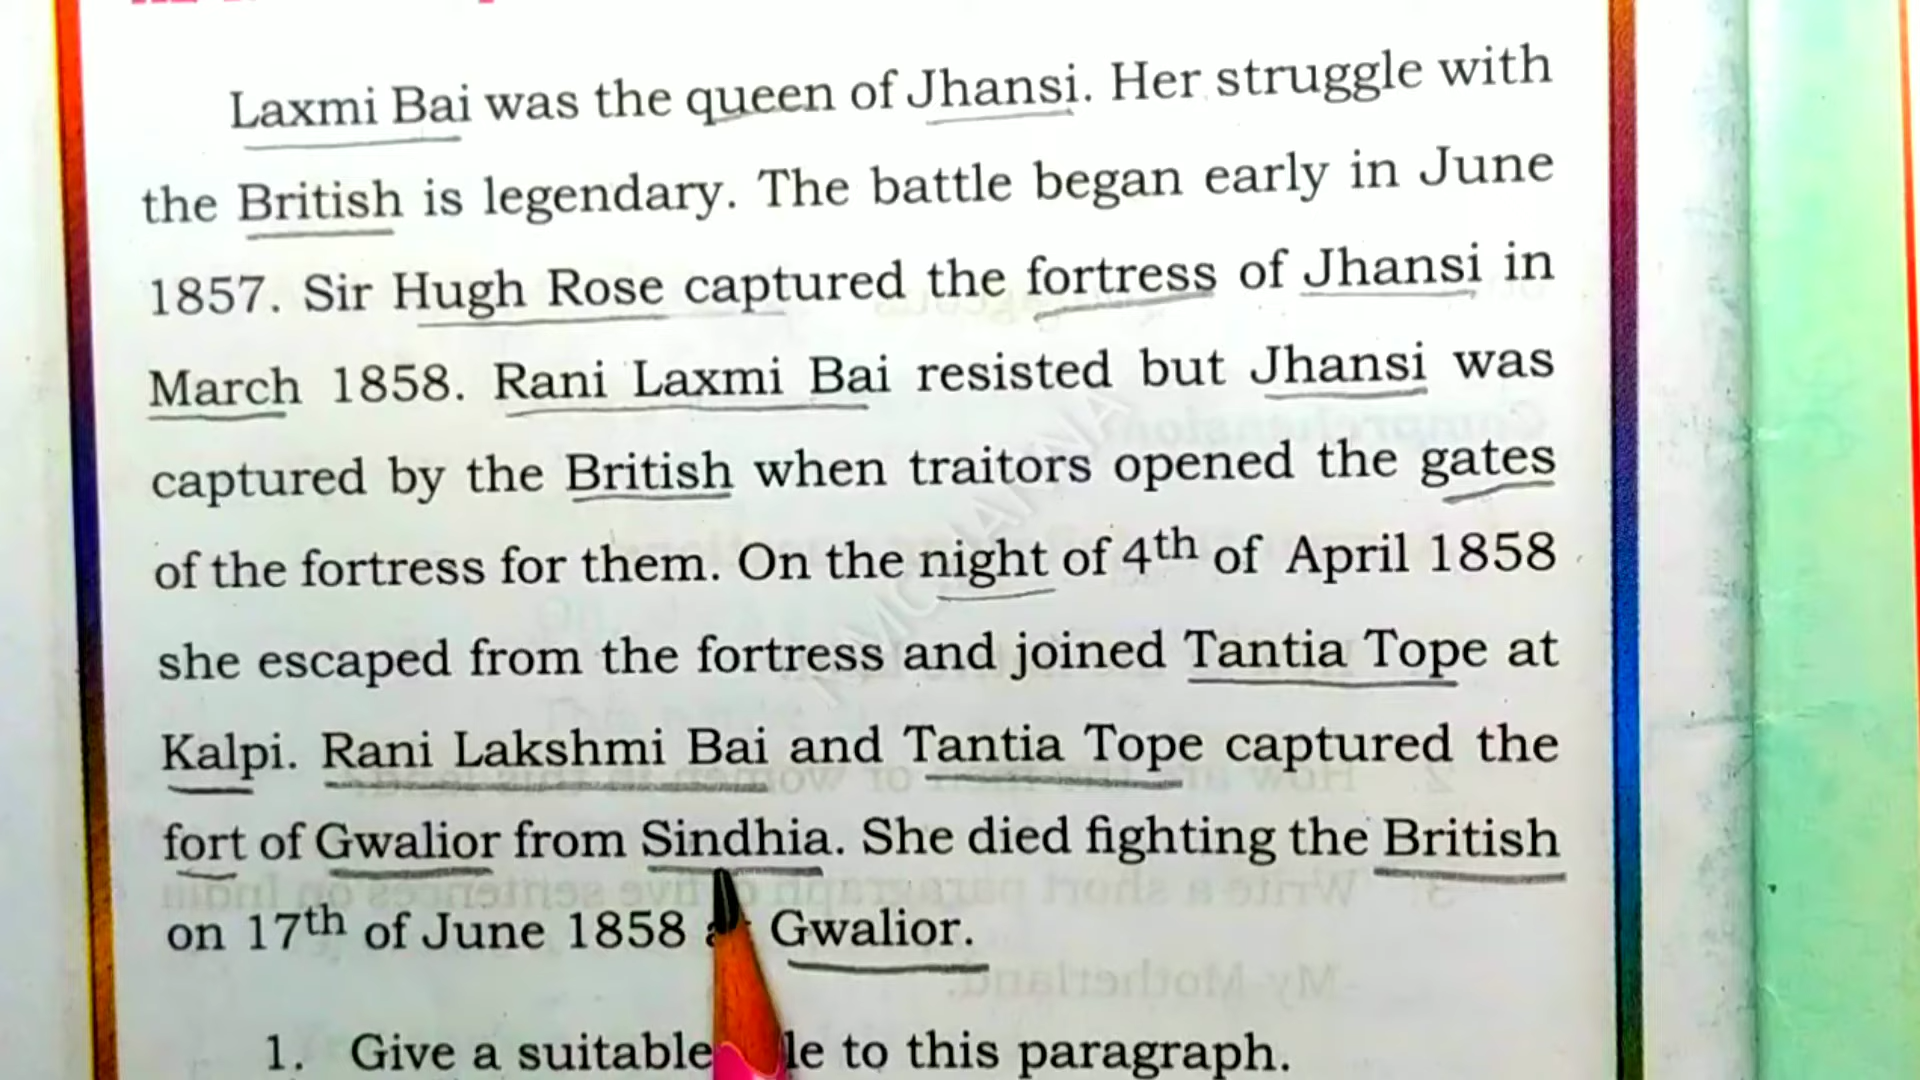 Laxmi Bai was the queen of Jhansi. Her struggle with
the British is legendary. The battle began early in June
1857. Sir Hugh Rose captured the fortress of Jhansi in
March 1858. Rani Laxmi Bai resisted but Jhansi was
captured by the British when traitors opened the gates
of the fortress for them. On the night of 4th of April 1858
she escaped from the fortress and joined Tantia Tope at
Kalpi. Rani Lakshmi Bai and Tantia Tope captured the
fort of Gwalior from Sindhia. She died fighting the British
on 17th of June 1858 Gwalior.
1. Give a suitable to this paragraph.